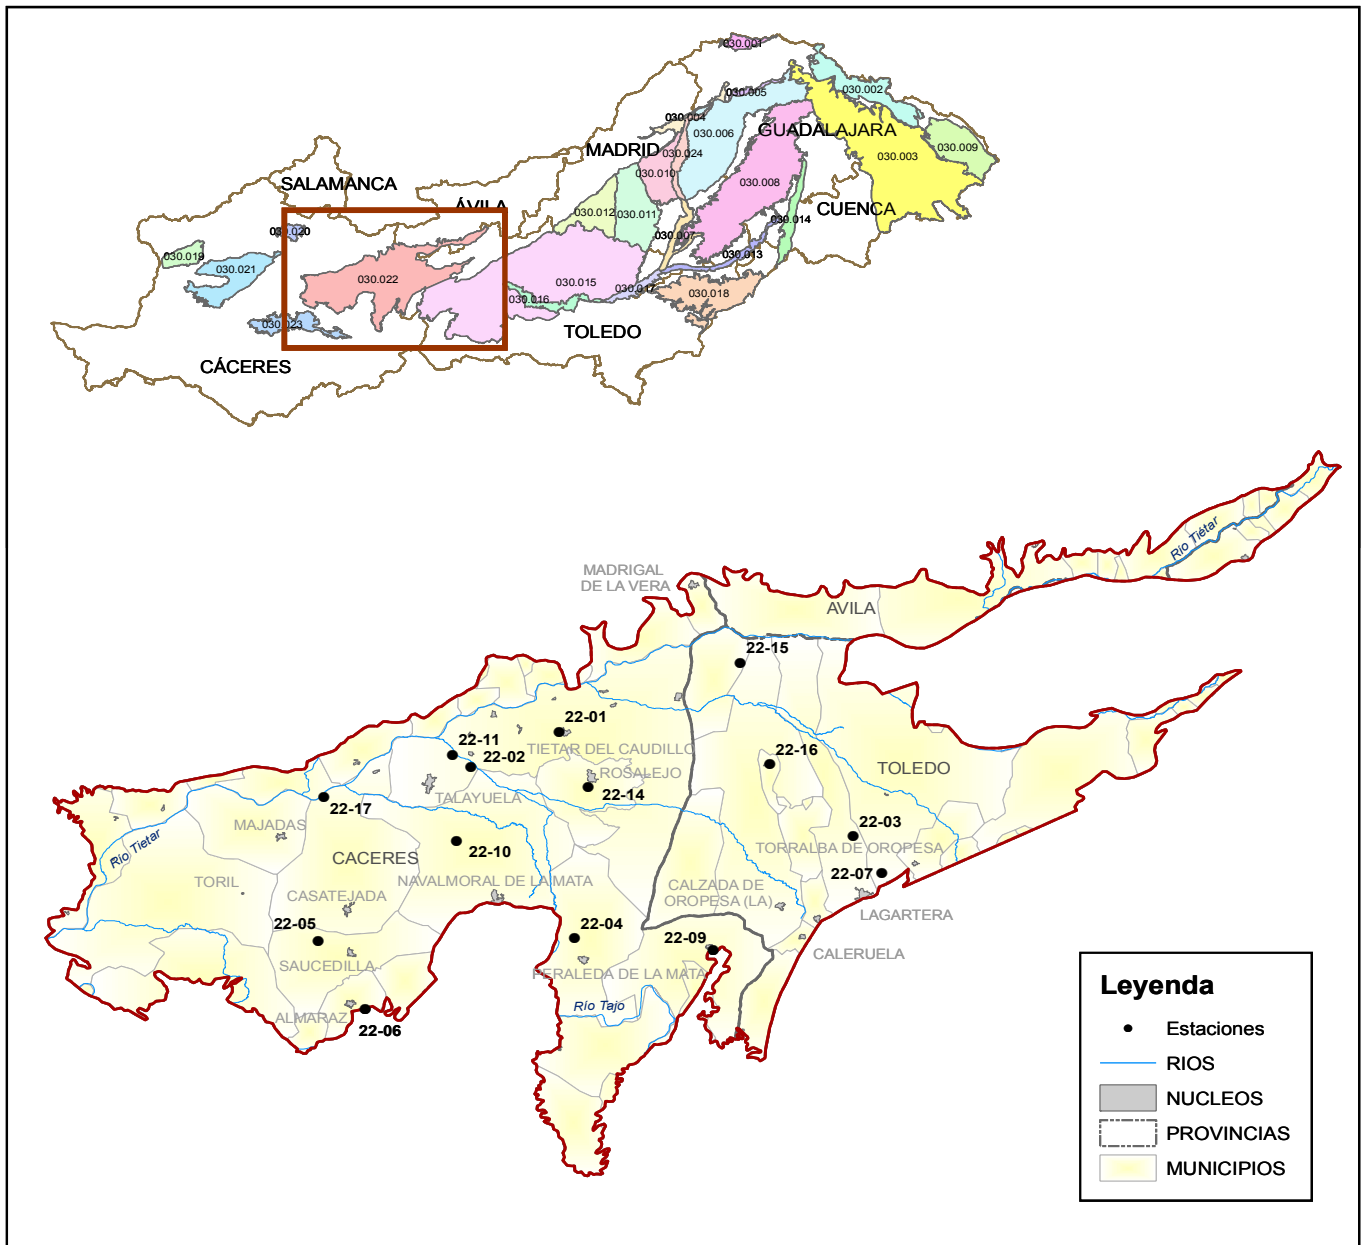 030.001
030.002
030.005
030.004
030.006
GUADALAJARA
MADRID
030.024
030.003
030.009
030.010
SALAMANCA
030.008
ÁVILA
030.012
030.011
CUENCA
030.014
030.020
030.007
030.019
030.013
030.021
030.022
030.015
030.017
030.018
030.016
030.023
TOLEDO
CÁCERES
Río Tiétar
MADRIGAL
DE LA VERA
AVILA
22-15
22-01
22-11
TIETAR DEL CAUDILLO
22-02
22-16
ROSALEJO
TOLEDO
TALAYUELA
22-14
22-17
22-03
MAJADAS
Río Tietar
22-10
TORRALBA DE OROPESA
CACERES
22-07
TORIL
NAVALMORAL DE LA MATA
CALZADA DE
OROPESA (LA)
CASATEJADA
LAGARTERA
22-05
22-04
22-09
CALERUELA
SAUCEDILLA
PERALEDA DE LA MATA
Río Tajo
ALMARAZ
22-06
Leyenda
Estaciones
RIOS
NUCLEOS
PROVINCIAS
MUNICIPIOS